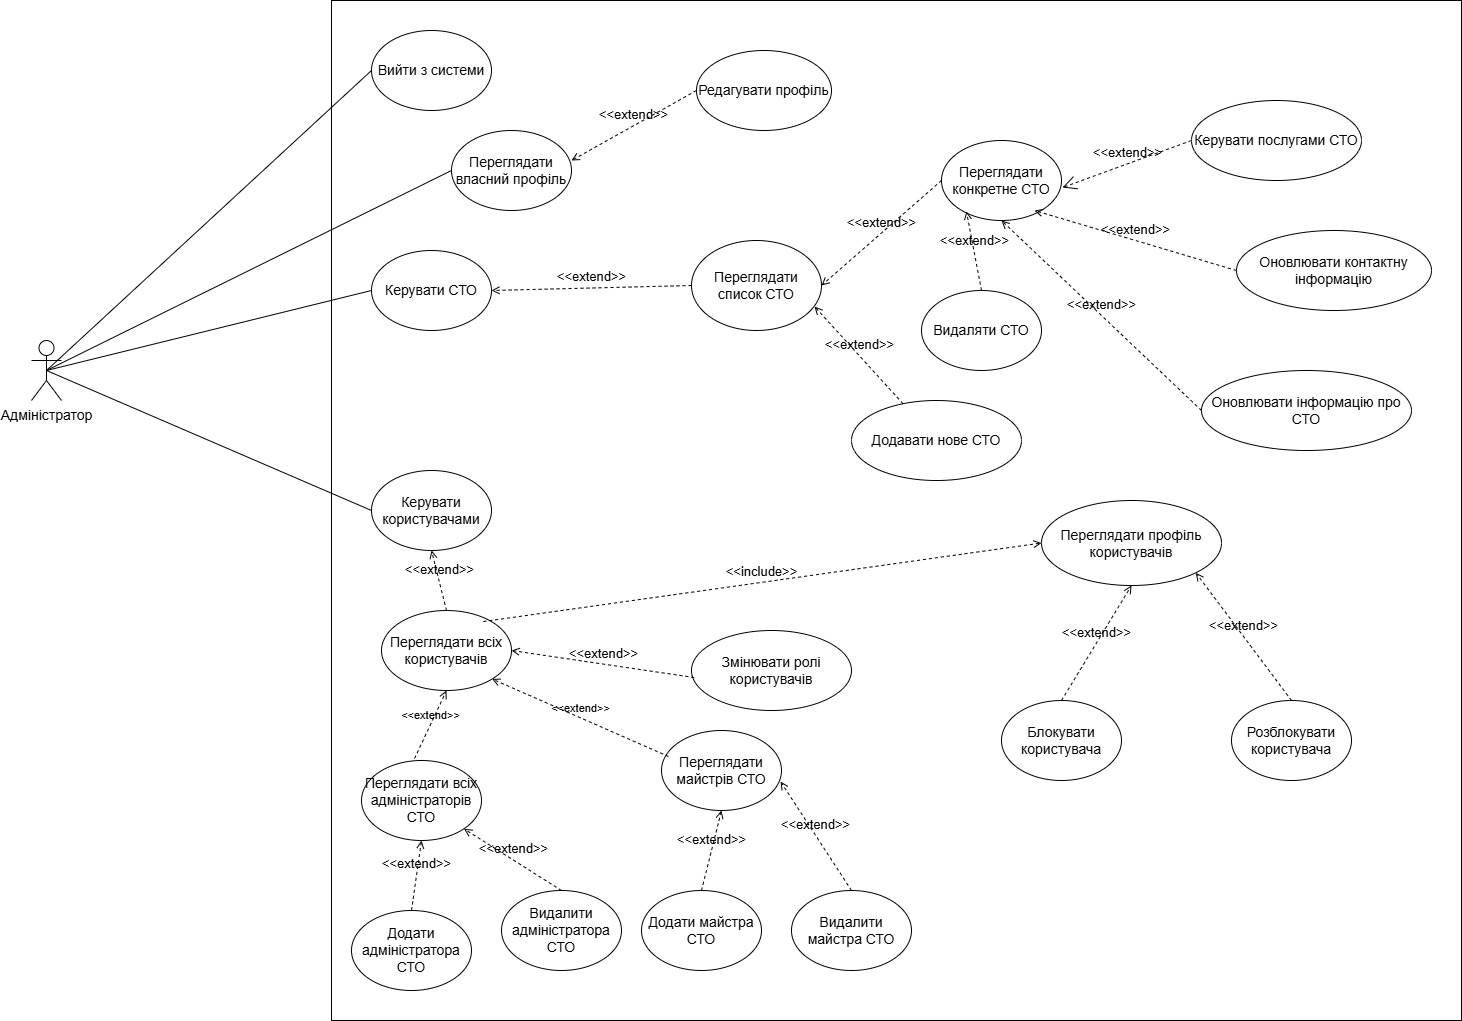 Вийти з системи
Редагувати профіль
<<extend>>
Переглядати
власний профіль
Керувати послугами СТО
<<extend>>
Переглядати
конкретне СТО
<<extend>>
<<extend>>
<<extend>>
Оновлювати контактну
інформацію
Керувати СТО
<<extend>>
Переглядати
список СТО
<<extend>>
Видаляти СТО
<<extend>>
Адміністратор
Оновлювати інформацію про
СТО
Додавати нове СТО
Керувати
користувачами
Переглядати профіль
користувачів
<<extend>>
<<include>>
<<extend>>
<<extend>>
Переглядати всіх
користувачів
<<extend>>
Змінювати ролі
користувачів
<<extend>>
<<extend>>
Блокувати
користувача
Розблокувати
користувача
Переглядати
майстрів СТО
Переглядати всіх
адміністраторів
СТО
<<extend>>
<<extend>>
<<extend>>
<<extend>>
Додати
адміністратора
СТО
Видалити
адміністратора
СТО
Додати майстра
СТО
Видалити
майстра СТО